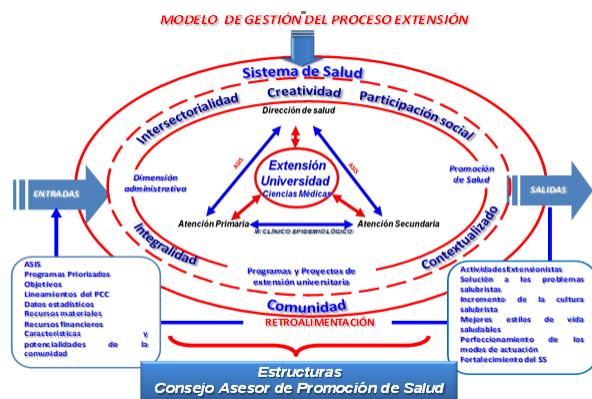 MODELO DE GESTIÓN DEL PROCESO EXTENSIÓN
Sistema de Salud
Creatividad
Intersectorialidad
Participación social
Dirección de salud
ASIS
ASIS
Dimensión
administrativa
Extensión
Universidad
Ciencias Médicas
Promoción
de Salud
ENTRADAS
SALIDAS
Atención Primaria
Atención Secundaria
M CLÍNICO EPIDEMIOLÓGICO
Integralidad
Contextualizado
Programas y Proyectos de
extensión universitaria
Comunidad
RETROALIMENTACIÓN
ASIS
Programas Priorizados
Objetivos
Lineamientos del PCC
Datos estadísticos
Recursos materiales
Recursos financieros
Características y
potencialidades de la
comunidad
Actividades Extensionistas
Solución a los problemas
salubristas
Incremento de la cultura
salubrista
Mejores estilos de vida
saludables
Perfeccionamiento de los
modos de actuación
Fortalecimiento del SS
Estructuras
Consejo Asesor de Promoción de Salud